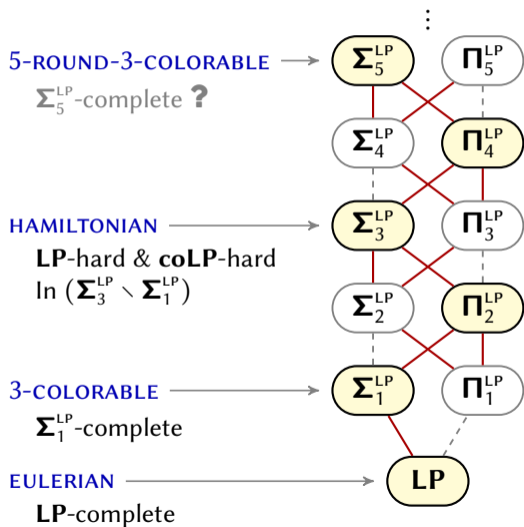 ⋮
5-ROUND-3-COLORABLE
Σ₅ᴸᴾ-complete ?
Σ₅ᴸᴾ Π₅ᴸᴾ
Σ₄ᴸᴾ Π₄ᴸᴾ
HAMILTONIAN
LP-hard & coLP-hard
In (Σ₃ᴸᴾ ∖ Σ₁ᴸᴾ)
Σ₃ᴸᴾ Π₃ᴸᴾ
Σ₂ᴸᴾ Π₂ᴸᴾ
3-COLORABLE
Σ₁ᴸᴾ-complete
Σ₁ᴸᴾ Π₁ᴸᴾ
EULERIAN
LP-complete
LP